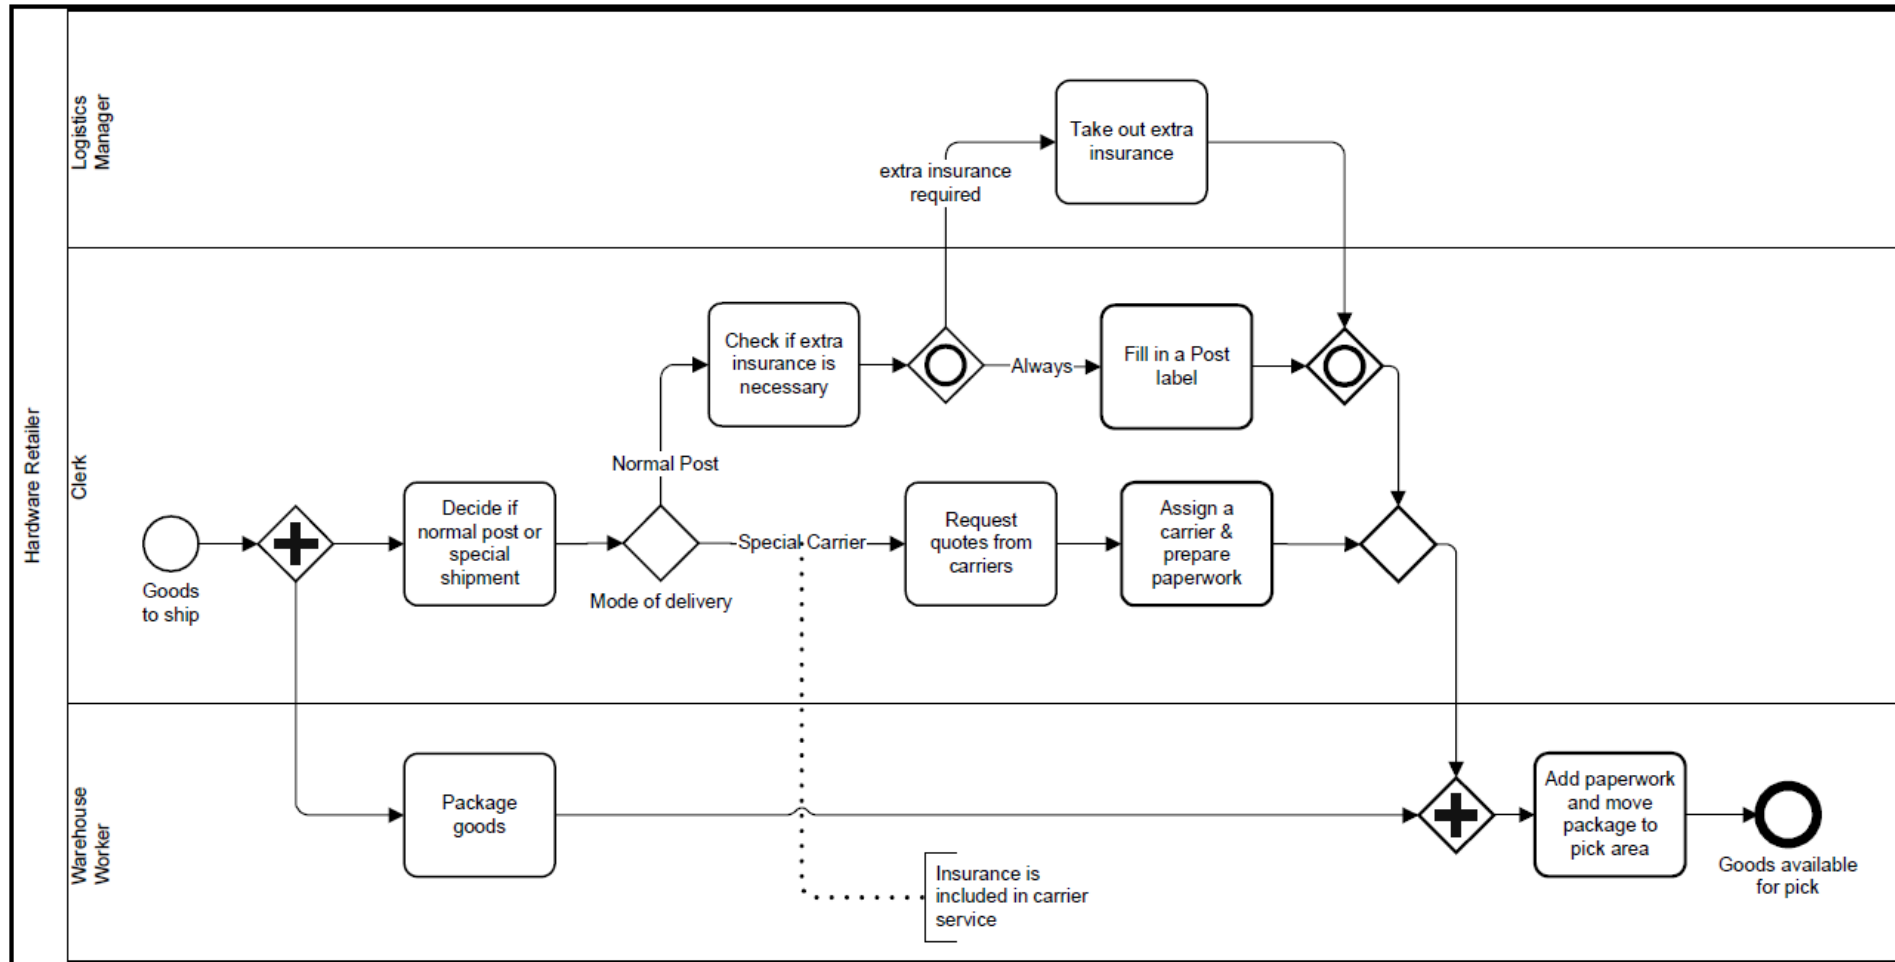 Hardware Retailer
Logistics
Manager
Take out extra
insurance
extra insurance
required
Clerk
Check if extra
insurance is
necessary
Always
Fill in a Post
label
Normal Post
Decide if
normal post or
special
shipment
Special Carrier
Request
quotes from
carriers
Assign a
carrier &
prepare
paperwork
Goods
to ship
Mode of delivery
Warehouse
Worker
Package
goods
Add paperwork
and move
package to
pick area
Goods available
for pick
Insurance is
included in carrier
service